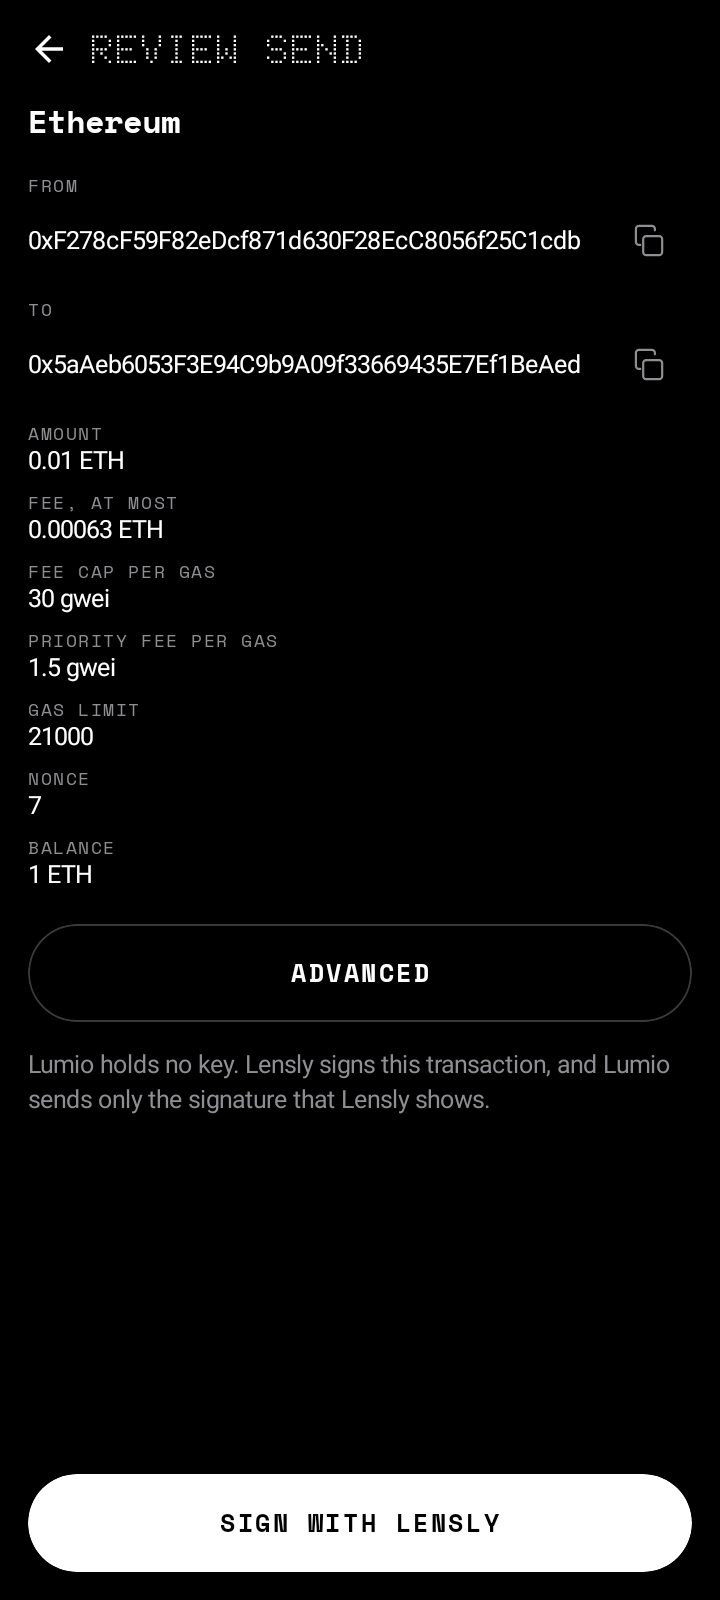 REVIEW SEND
Ethereum
FROM
0xF278cF59F82eDcf871d630F28EcC8056f25C1cdb
TO
0x5aAeb6053F3E94C9b9A09f33669435E7Ef1BeAed
AMOUNT
0.01 ETH
FEE, AT MOST
0.00063 ETH
FEE CAP PER GAS
30 gwei
PRIORITY FEE PER GAS
1.5 gwei
GAS LIMIT
21000
NONCE
7
BALANCE
1 ETH
ADVANCED
Lumio holds no key. Lensly signs this transaction, and Lumio
sends only the signature that Lensly shows.
SIGN WITH LENSLY